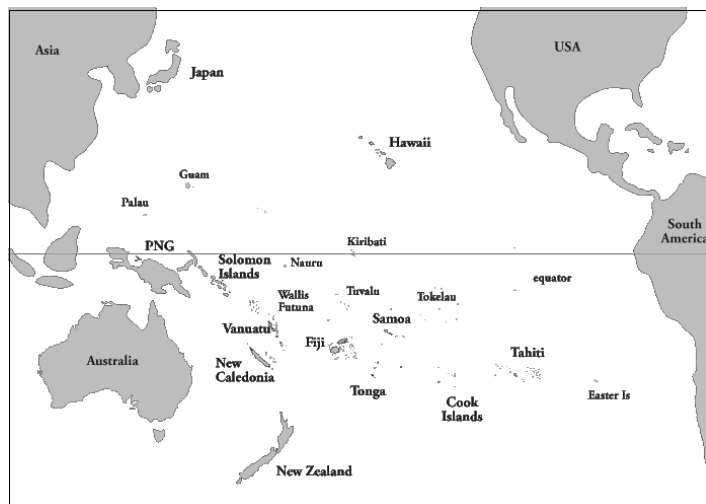 Asia
USA
Japan
Hawaii
Guam
Palau
South
America
Kiribati
PNG
Solomon
Islands
Nauru
equator
Wallis
Futuna
Tuvalu
Tokelau
Samoa
Vanuatu
Fiji
Tahiti
Australia
New
Caledonia
Tonga
Cook
Islands
Easter Is
New Zealand